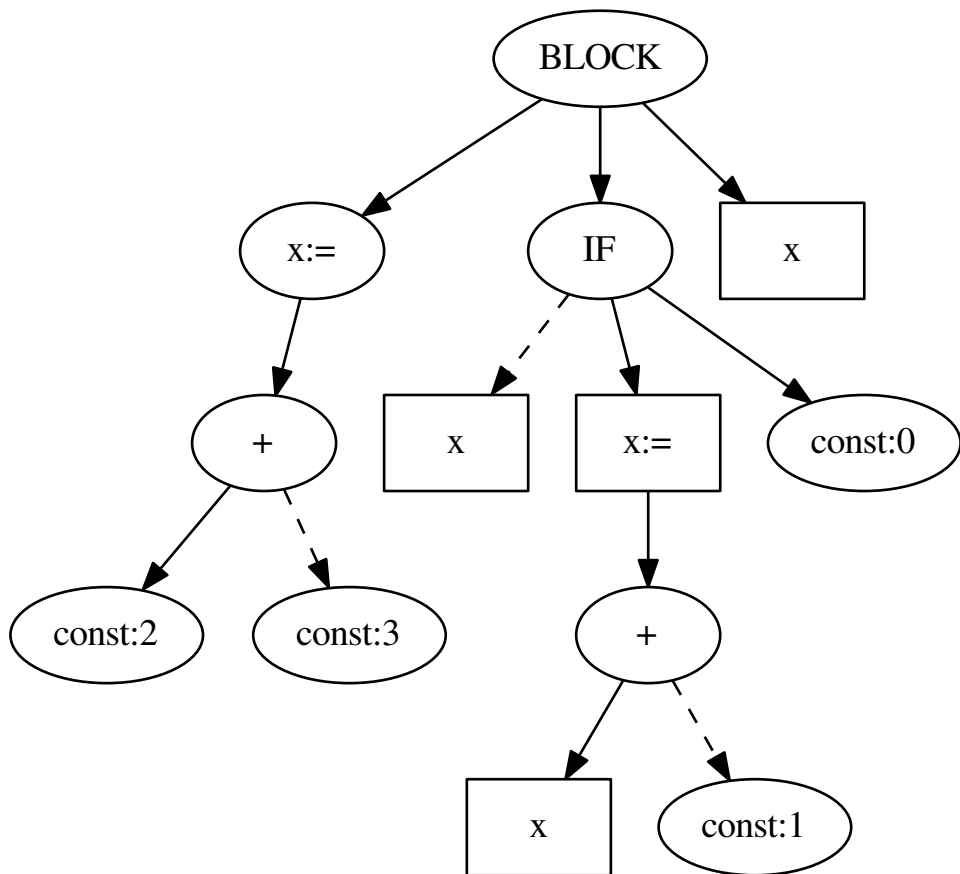 BLOCK
x:=
IF
x
+
x
x:=
const:0
const:2
const:3
+
x
const:1